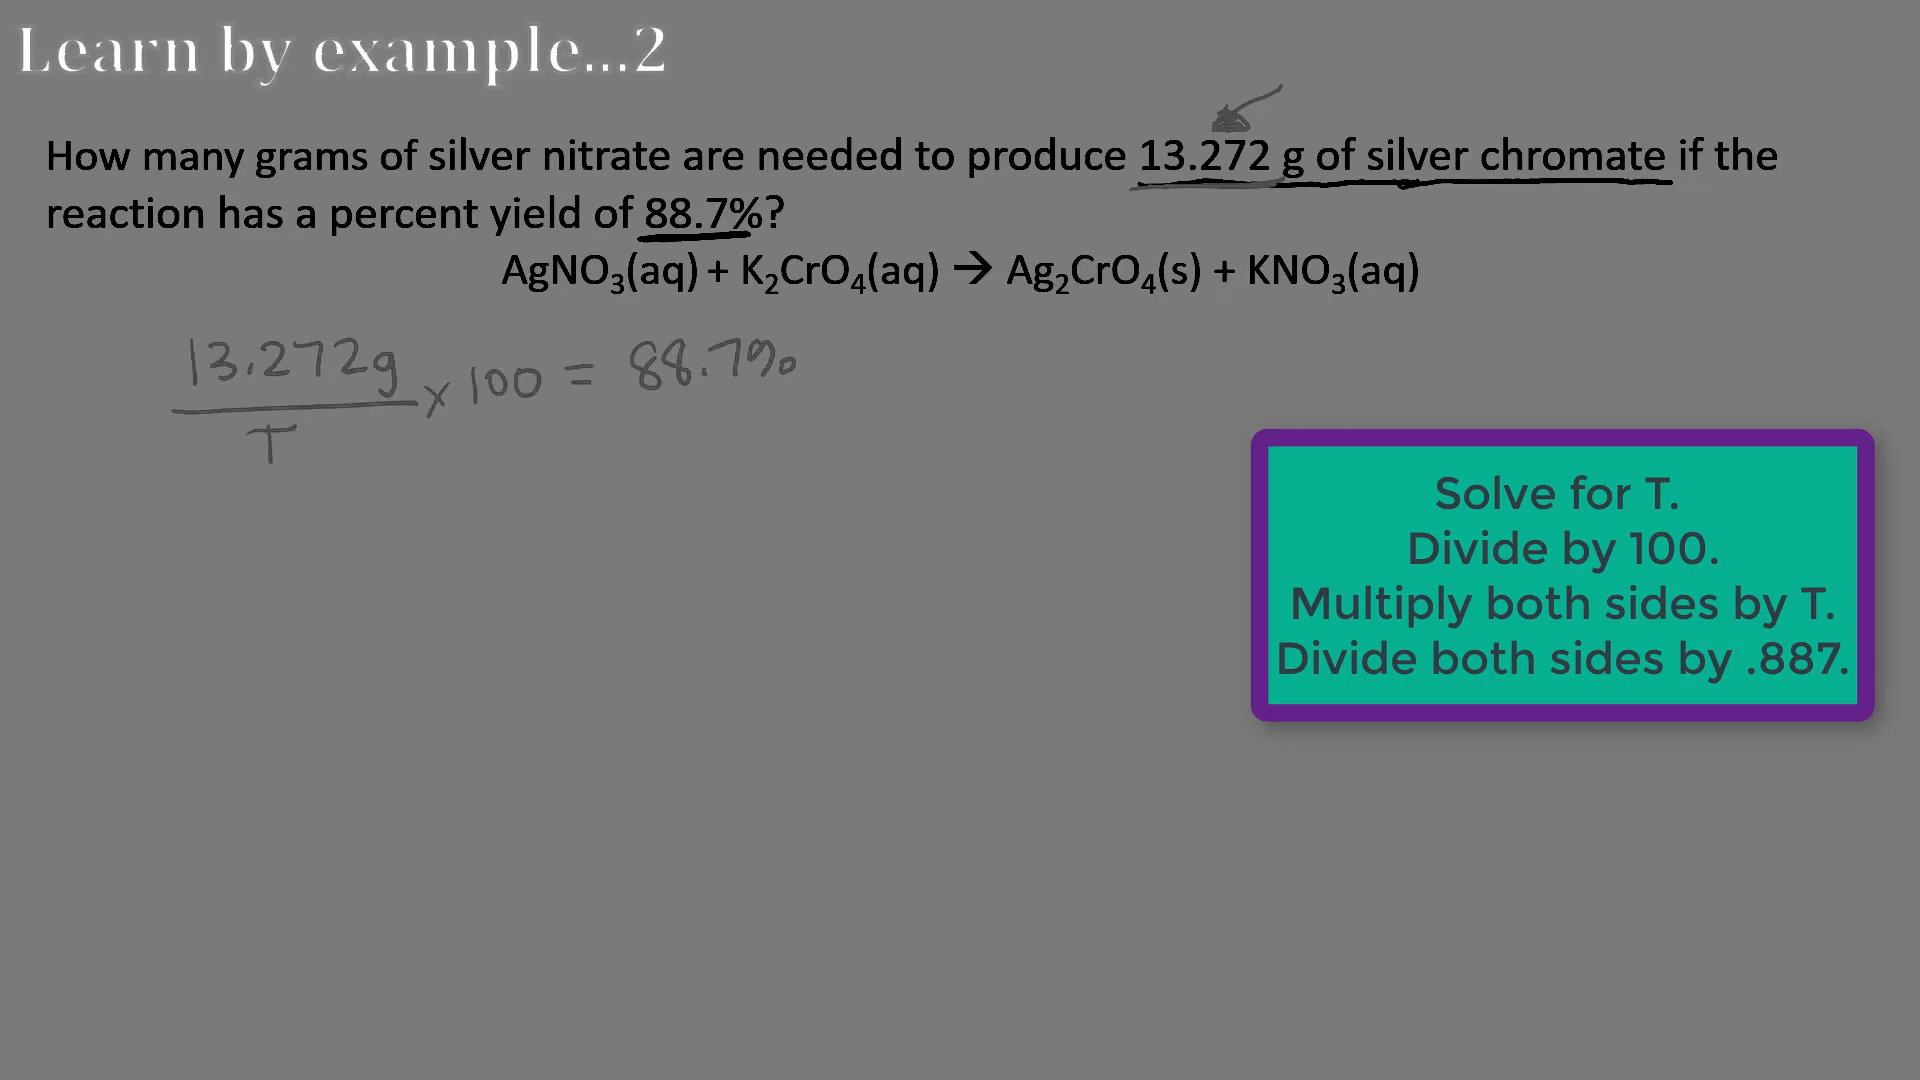 Learn by example...2
How many grams of silver nitrate are needed to produce 13.272 g of silver chromate if the
reaction has a percent yield of 88.7%?
AgNO₃(aq) + K₂CrO₄(aq) → Ag₂CrO₄(s) + KNO₃(aq)
13.272g
x 100 = 88.7%
T
Solve for T.
Divide by 100.
Multiply both sides by T.
Divide both sides by .887.